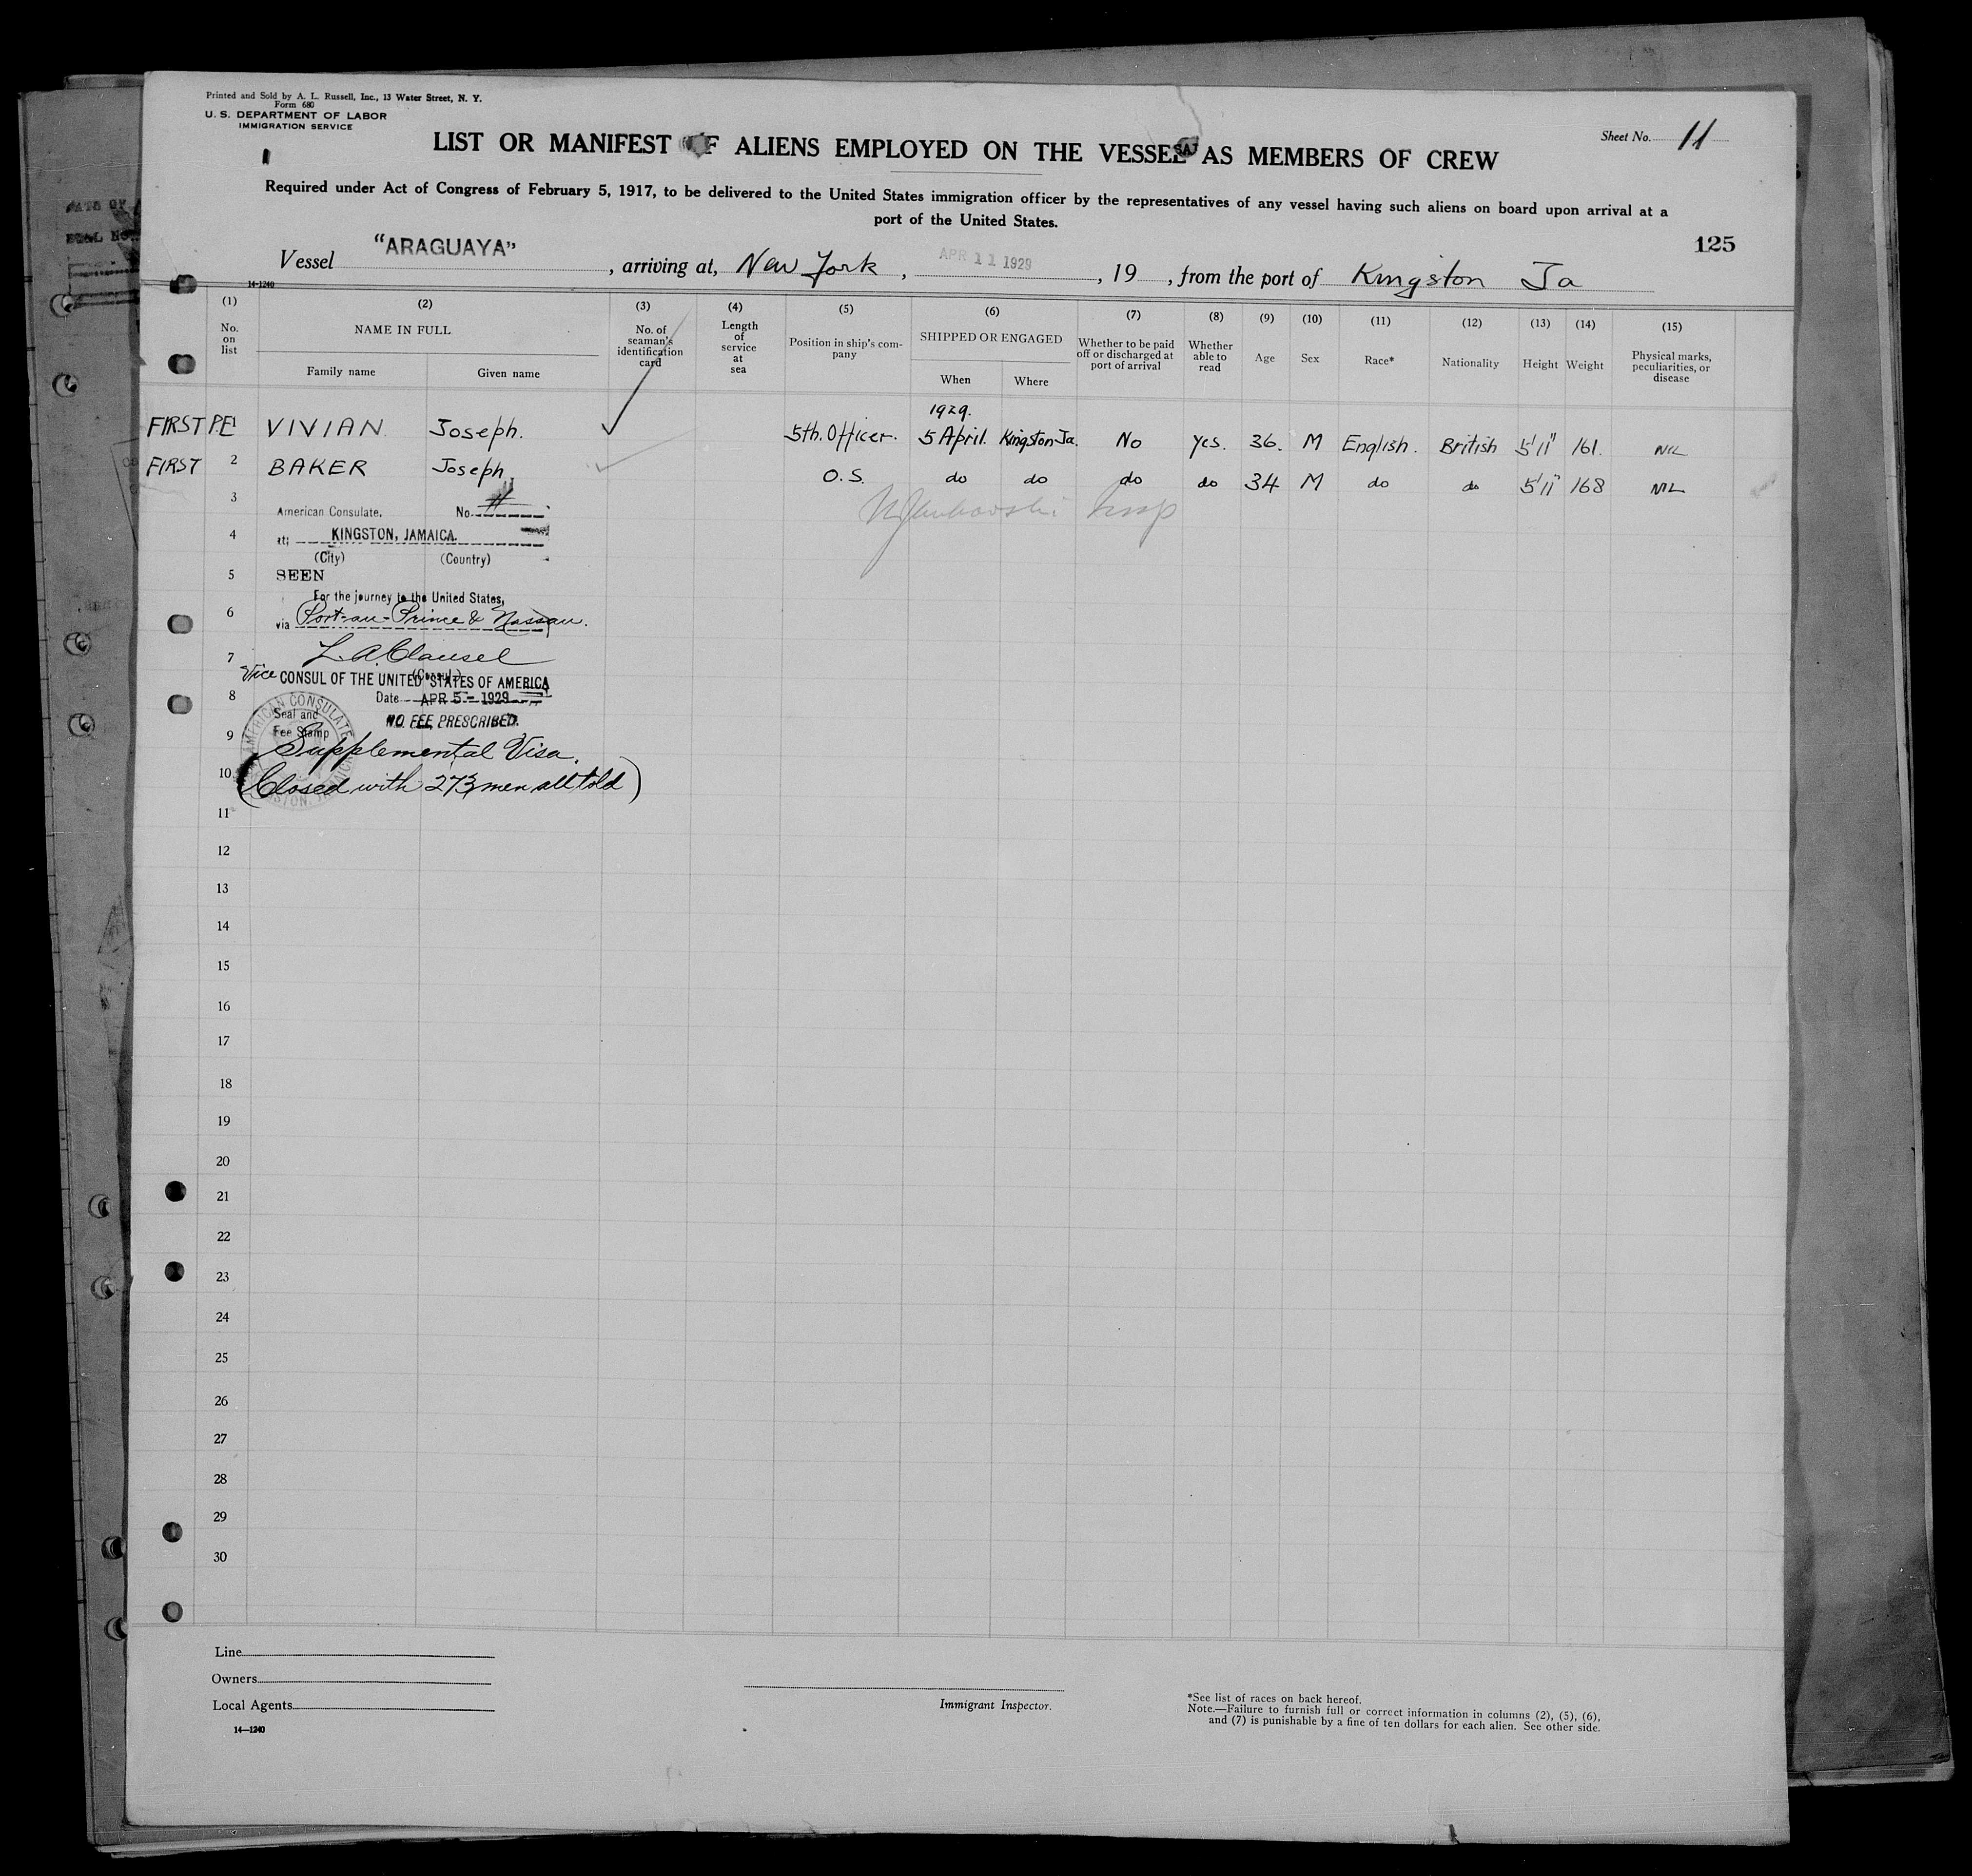 Printed and Sold by A. L. Russell, Inc., 13 Water Street, N. Y.
Form 680
U. S. DEPARTMENT OF LABOR
IMMIGRATION SERVICE
Sheet No. 11
LIST OR MANIFEST OF ALIENS EMPLOYED ON THE VESSEL AS MEMBERS OF CREW
Required under Act of Congress of February 5, 1917, to be delivered to the United States immigration officer by the representatives of any vessel having such aliens on board upon arrival at a
port of the United States.
125
Vessel "ARAGUAYA", arriving at, New York, APR 11 1929, 19 , from the port of Kingston Ja
14-1240
(1) (2) (3) (4) (5) (6) (7) (8) (9) (10) (11) (12) (13) (14) (15)
No. on list
NAME IN FULL
Family name Given name
No. of seaman's identification card
Length of service at sea
Position in ship's company
SHIPPED OR ENGAGED
When Where
Whether to be paid off or discharged at port of arrival
Whether able to read
Age Sex Race* Nationality Height Weight
Physical marks, peculiarities, or disease
1929.
FIRST PE 1 VIVIAN Joseph. 5th. Officer. 5 April. Kingston Ja. No Yes. 36. M English. British 5'11" 161. NIL
FIRST 2 BAKER Joseph. O.S. do do do do 34 M do do 5'11" 168 NIL
3
American Consulate, No.
4
at; KINGSTON, JAMAICA.
(City) (Country)
5
SEEN
For the journey to the United States,
6
via Port-au-Prince & Nassau.
7
L. A. Clausel
(Consul)
Vice CONSUL OF THE UNITED STATES OF AMERICA
8
Date APR 5 - 1929
Seal and
Fee Stamp
NO FEE PRESCRIBED.
AMERICAN CONSULATE
9
Supplemental Visa.
10
(Closed with 273 men all told)
11
12
13
14
15
16
17
18
19
20
21
22
23
24
25
26
27
28
29
30
Line
Owners
Local Agents
14—1240
Immigrant Inspector.
*See list of races on back hereof.
Note.—Failure to furnish full or correct information in columns (2), (5), (6),
and (7) is punishable by a fine of ten dollars for each alien. See other side.